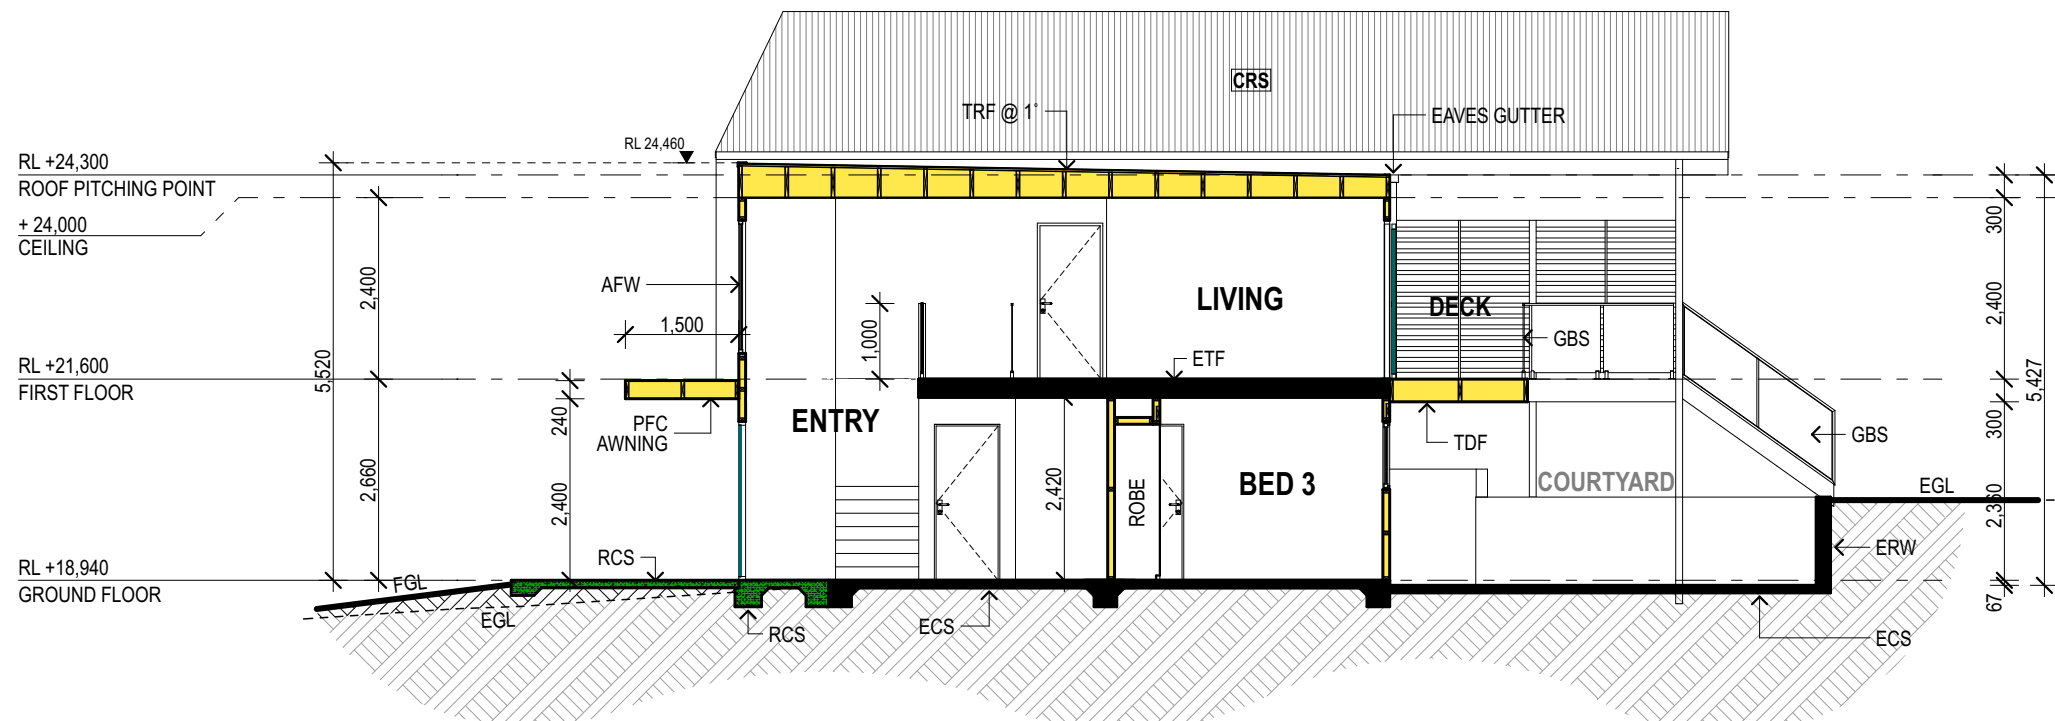 CRS
TRF @ 1°
EAVES GUTTER
RL 24,460
RL +24,300
ROOF PITCHING POINT
+ 24,000
CEILING
300
2,400
AFW
LIVING
DECK
2,400
1,500
1,000
GBS
ETF
RL +21,600
FIRST FLOOR
5,520
5,427
240
PFC
AWNING
ENTRY
TDF
GBS
300
2,660
2,400
2,420
ROBE
BED 3
COURTYARD
EGL
2,360
RCS
ERW
RL +18,940
GROUND FLOOR
FGL
EGL
RCS
ECS
67
ECS